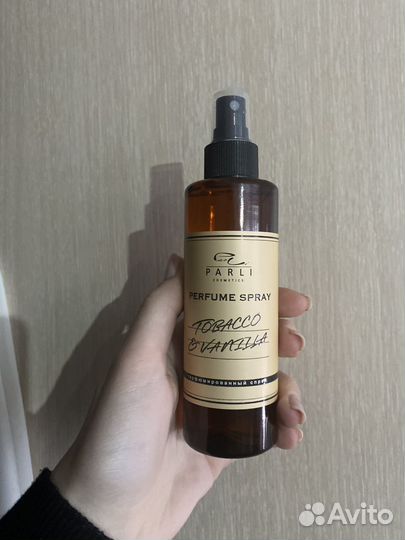 PARLI
COSMETICS
PERFUME SPRAY
TOBACCO
& VANILLA
парфюмированный спрей
Avito